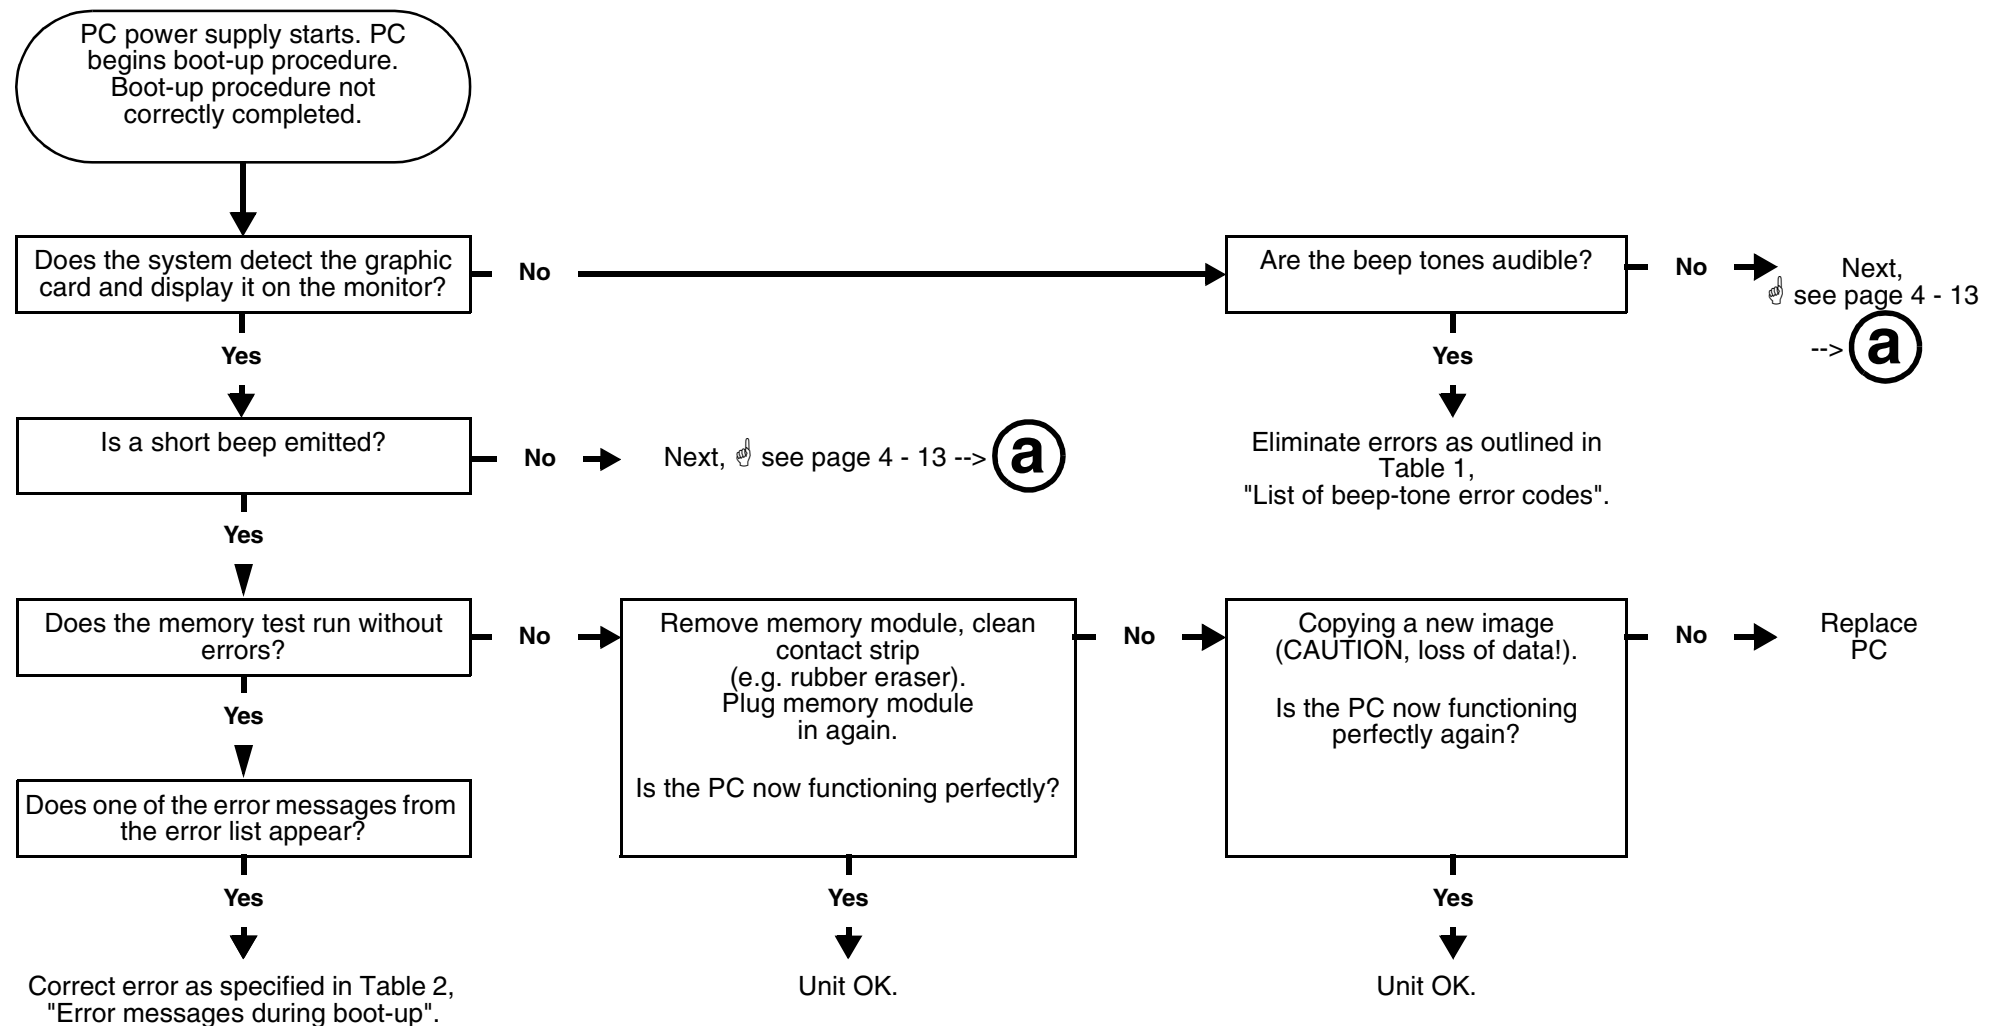 PC power supply starts. PC
begins boot-up procedure.
Boot-up procedure not
correctly completed.
Does the system detect the graphic
card and display it on the monitor?
No
Are the beep tones audible?
No
Next,
☝ see page 4 - 13
--> a
Yes
Yes
Is a short beep emitted?
No
Next, ☝ see page 4 - 13 --> a
Eliminate errors as outlined in
Table 1,
"List of beep-tone error codes".
Yes
Does the memory test run without
errors?
No
Remove memory module, clean
contact strip
(e.g. rubber eraser).
Plug memory module
in again.
Is the PC now functioning perfectly?
No
Copying a new image
(CAUTION, loss of data!).
Is the PC now functioning
perfectly again?
No
Replace
PC
Yes
Does one of the error messages from
the error list appear?
Yes
Yes
Yes
Correct error as specified in Table 2,
"Error messages during boot-up".
Unit OK.
Unit OK.